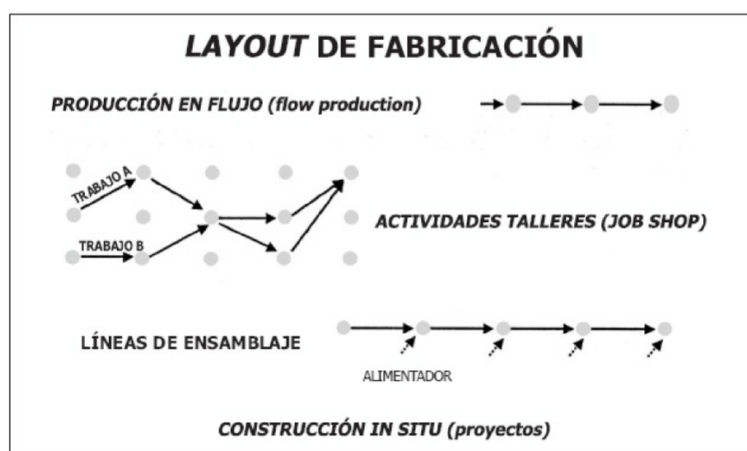 LAYOUT DE FABRICACIÓN
PRODUCCIÓN EN FLUJO (flow production)
TRABAJO A
TRABAJO B
ACTIVIDADES TALLERES (JOB SHOP)
LÍNEAS DE ENSAMBLAJE
ALIMENTADOR
CONSTRUCCIÓN IN SITU (proyectos)